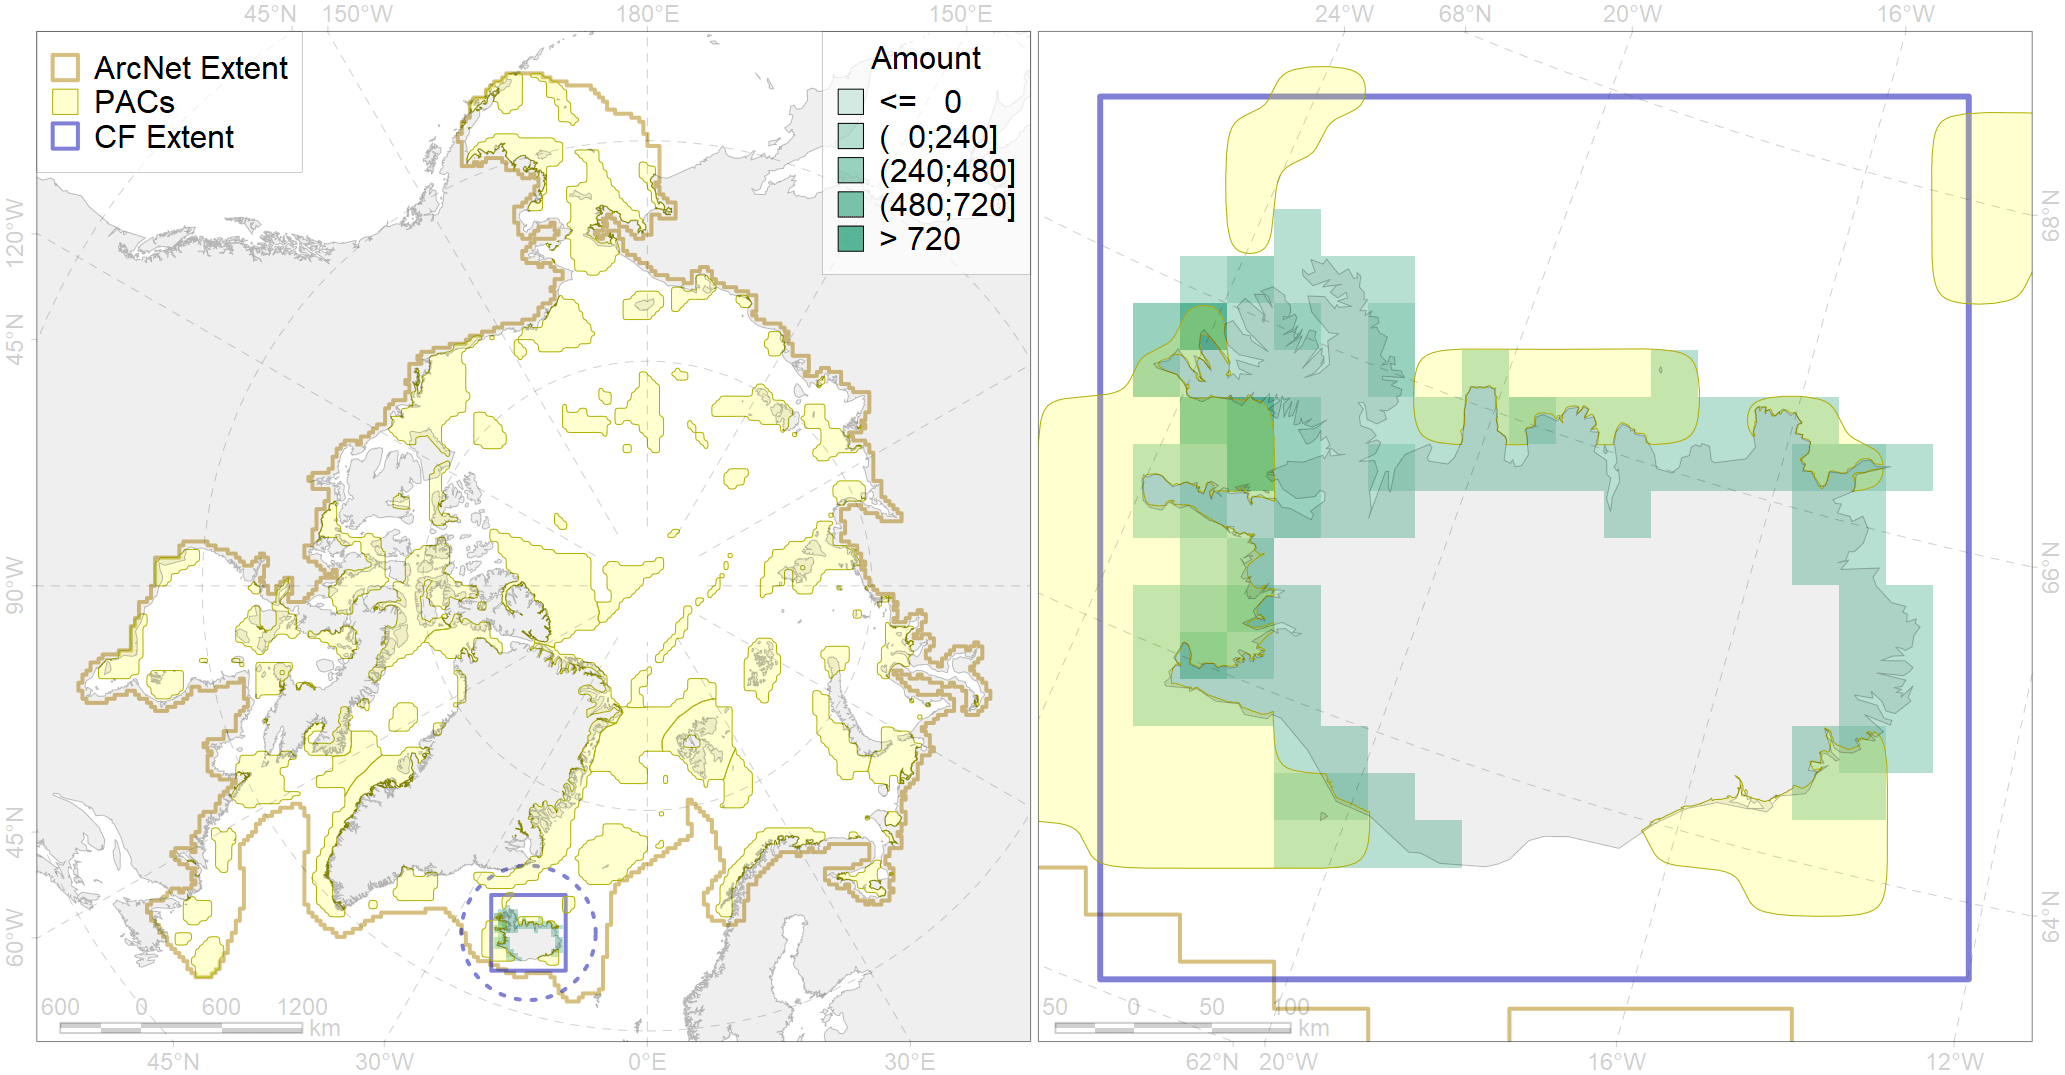 45°N 150°W 180°E 150°E 24°W 68°N 20°W 16°W
ArcNet Extent
PACs
CF Extent
Amount
<= 0
( 0;240]
(240;480]
(480;720]
> 720
120°W
45°N
90°W
45°N
60°W
68°N
66°N
64°N
600 0 600 1200
km
50 0 50 100
km
45°N 30°W 0°E 30°E 62°N 20°W 16°W 12°W